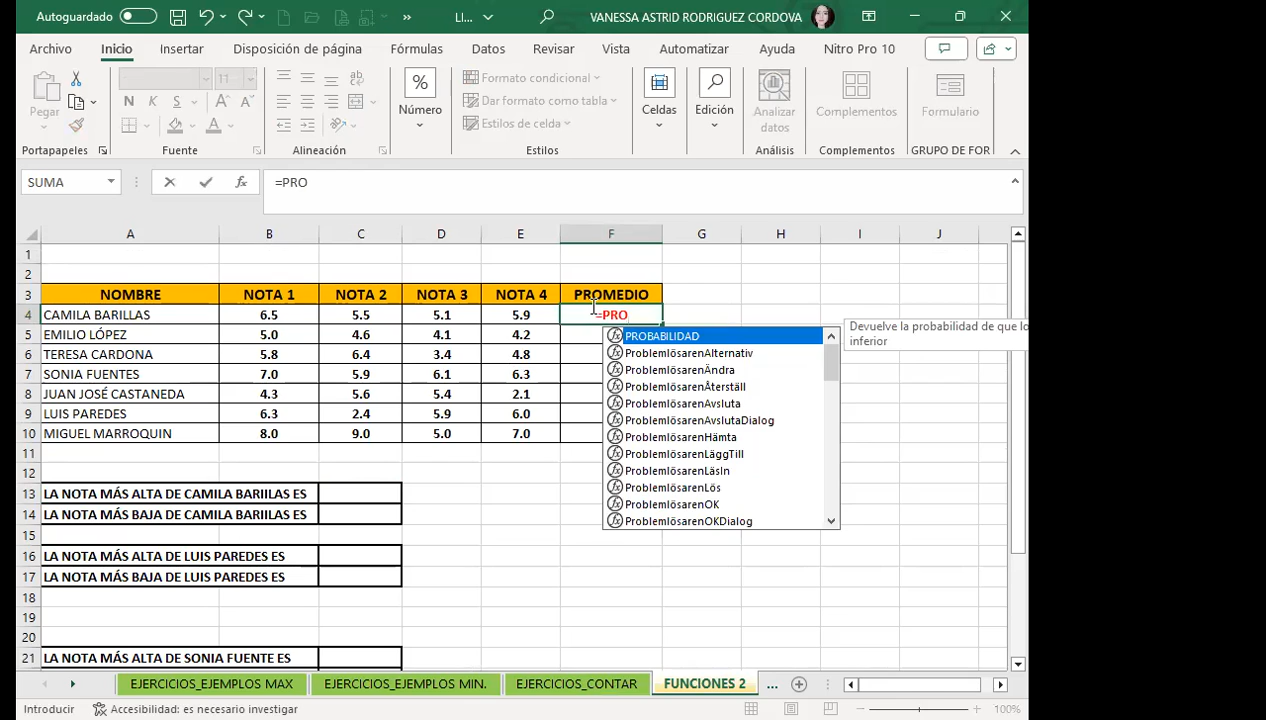 Autoguardado LI... VANESSA ASTRID RODRIGUEZ CORDOVA
Archivo Inicio Insertar Disposición de página Fórmulas Datos Revisar Vista Automatizar Ayuda Nitro Pro 10
Pegar 11 Número Formato condicional Celdas Edición Analizar datos Complementos Formulario
N K S Dar formato como tabla
Estilos de celda
Portapapeles Fuente Alineación Estilos Análisis Complementos GRUPO DE FOR
SUMA =PRO
A B C D E F G H I J
1
2
3 NOMBRE NOTA 1 NOTA 2 NOTA 3 NOTA 4 PROMEDIO
4 CAMILA BARILLAS 6.5 5.5 5.1 5.9 =PRO
5 EMILIO LÓPEZ 5.0 4.6 4.1 4.2
6 TERESA CARDONA 5.8 6.4 3.4 4.8
7 SONIA FUENTES 7.0 5.9 6.1 6.3
8 JUAN JOSÉ CASTANEDA 4.3 5.6 5.4 2.1
9 LUIS PAREDES 6.3 2.4 5.9 6.0
10 MIGUEL MARROQUIN 8.0 9.0 5.0 7.0
PROBABILIDAD
ProblemlösarenAlternativ
ProblemlösarenÄndra
ProblemlösarenÅterställ
ProblemlösarenAvsluta
ProblemlösarenAvslutaDialog
ProblemlösarenHämta
ProblemlösarenLäggTill
ProblemlösarenLäsIn
ProblemlösarenLös
ProblemlösarenOK
ProblemlösarenOKDialog
Devuelve la probabilidad de que lo
inferior
11
12
13 LA NOTA MÁS ALTA DE CAMILA BARIILAS ES
14 LA NOTA MÁS BAJA DE CAMILA BARIILAS ES
15
16 LA NOTA MÁS ALTA DE LUIS PAREDES ES
17 LA NOTA MÁS BAJA DE LUIS PAREDES ES
18
19
20
21 LA NOTA MÁS ALTA DE SONIA FUENTE ES
EJERCICIOS_EJEMPLOS MAX EJERCICIOS_EJEMPLOS MIN. EJERCICIOS_CONTAR FUNCIONES 2 ...
Introducir Accesibilidad: es necesario investigar 100%